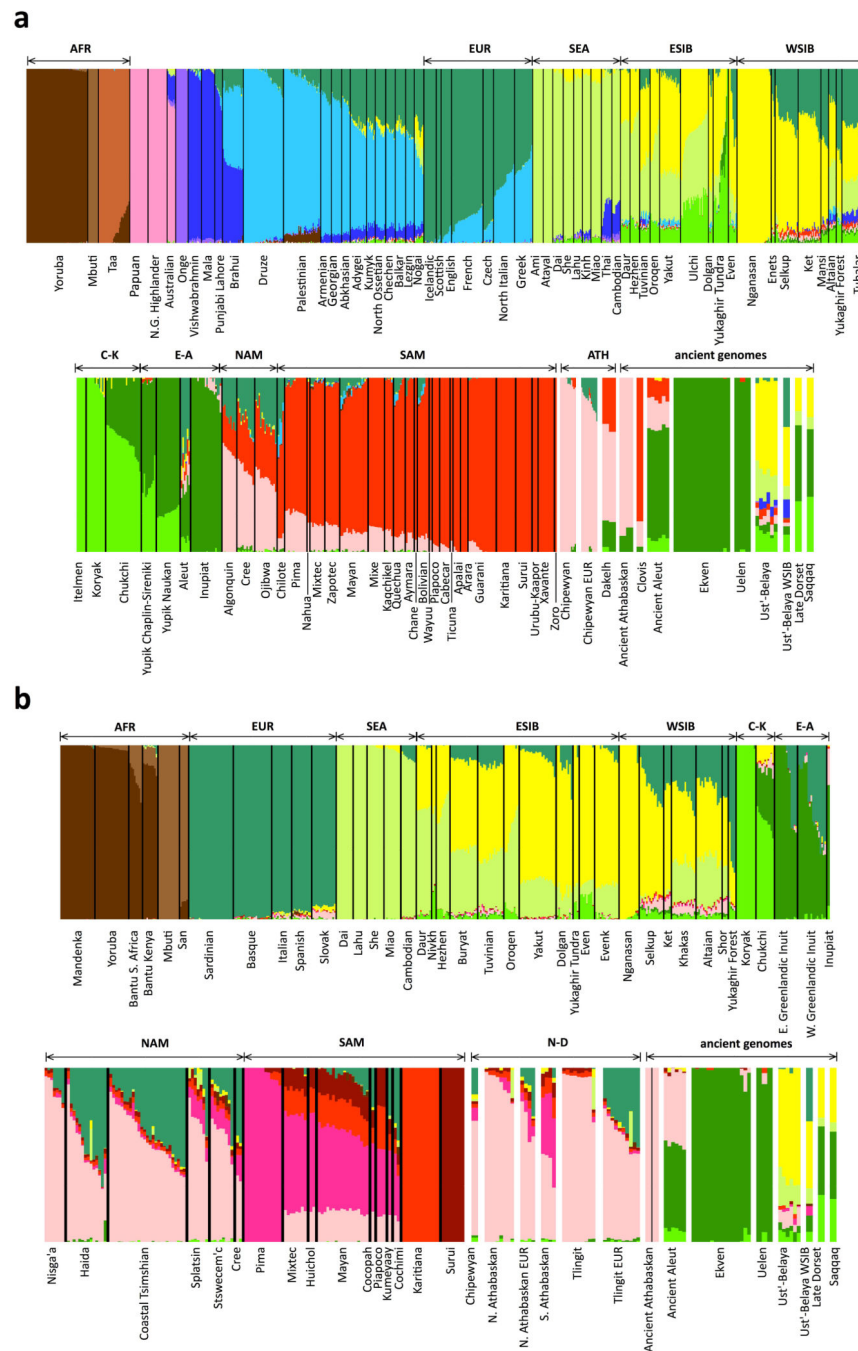 a
AFR EUR SEA ESIB WSIB
Yoruba
Mbuti
Taa
Papuan
N.G. Highlander
Australian
Onge
Vishwabrahmin
Mala
Punjabi Lahore
Brahui
Druze
Palestinian
Armenian
Georgian
Abkhasian
Adygei
Kumyk
North Ossetian
Chechen
Balkar
Lezgin
Nogai
Icelandic
Scottish
English
French
Czech
North Italian
Greek
Ami
Atayal
Dai
She
Lahu
Kinh
Miao
Thai
Cambodian
Daur
Hezhen
Tuvinian
Oroqen
Yakut
Ulchi
Dolgan
Yukaghir Tundra
Even
Nganasan
Enets
Selkup
Ket
Mansi
Altaian
Yukaghir Forest
C-K E-A NAM SAM ATH ancient genomes
Itelmen
Koryak
Chukchi
Yupik Chaplin-Sireniki
Yupik Naukan
Aleut
Inupiat
Algonquin
Cree
Ojibwa
Chilote
Pima
Nahua
Mixtec
Zapotec
Mayan
Mixe
Kaqchikel
Quechua
Aymara
Chane
Bolivian
Wayuu
Piapoco
Cabecar
Ticuna
Apalai
Arara
Guarani
Karitiana
Surui
Urubu-Kaapor
Xavante
Zoro
Chipewyan
Chipewyan EUR
Dakelh
Ancient Athabaskan
Clovis
Ancient Aleut
Ekven
Uelen
Ust'-Belaya
Ust'-Belaya WSIB
Late Dorset
Saqqaq
b
AFR EUR SEA ESIB WSIB C-K E-A
Mandenka
Yoruba
Bantu S. Africa
Bantu Kenya
Mbuti
San
Sardinian
Basque
Italian
Spanish
Slovak
Dai
Lahu
She
Miao
Cambodian
Daur
Nivkh
Hezhen
Buryat
Tuvinian
Oroqen
Yakut
Dolgan
Yukaghir Tundra
Even
Evenk
Nganasan
Selkup
Ket
Khakas
Altaian
Shor
Yukaghir Forest
Koryak
Chukchi
E. Greenlandic Inuit
W. Greenlandic Inuit
Inupiat
NAM SAM N-D ancient genomes
Nisga'a
Haida
Coastal Tsimshian
Splatsin
Stswecem'c
Cree
Pima
Mixtec
Huichol
Mayan
Cocopah
Piapoco
Kumeyaay
Cochimi
Karitiana
Surui
Chipewyan
N. Athabaskan
N. Athabaskan EUR
S. Athabaskan
Tlingit
Tlingit EUR
Ancient Athabaskan
Ancient Aleut
Ekven
Uelen
Ust'-Belaya
Ust'-Belaya WSIB
Late Dorset
Saqqaq